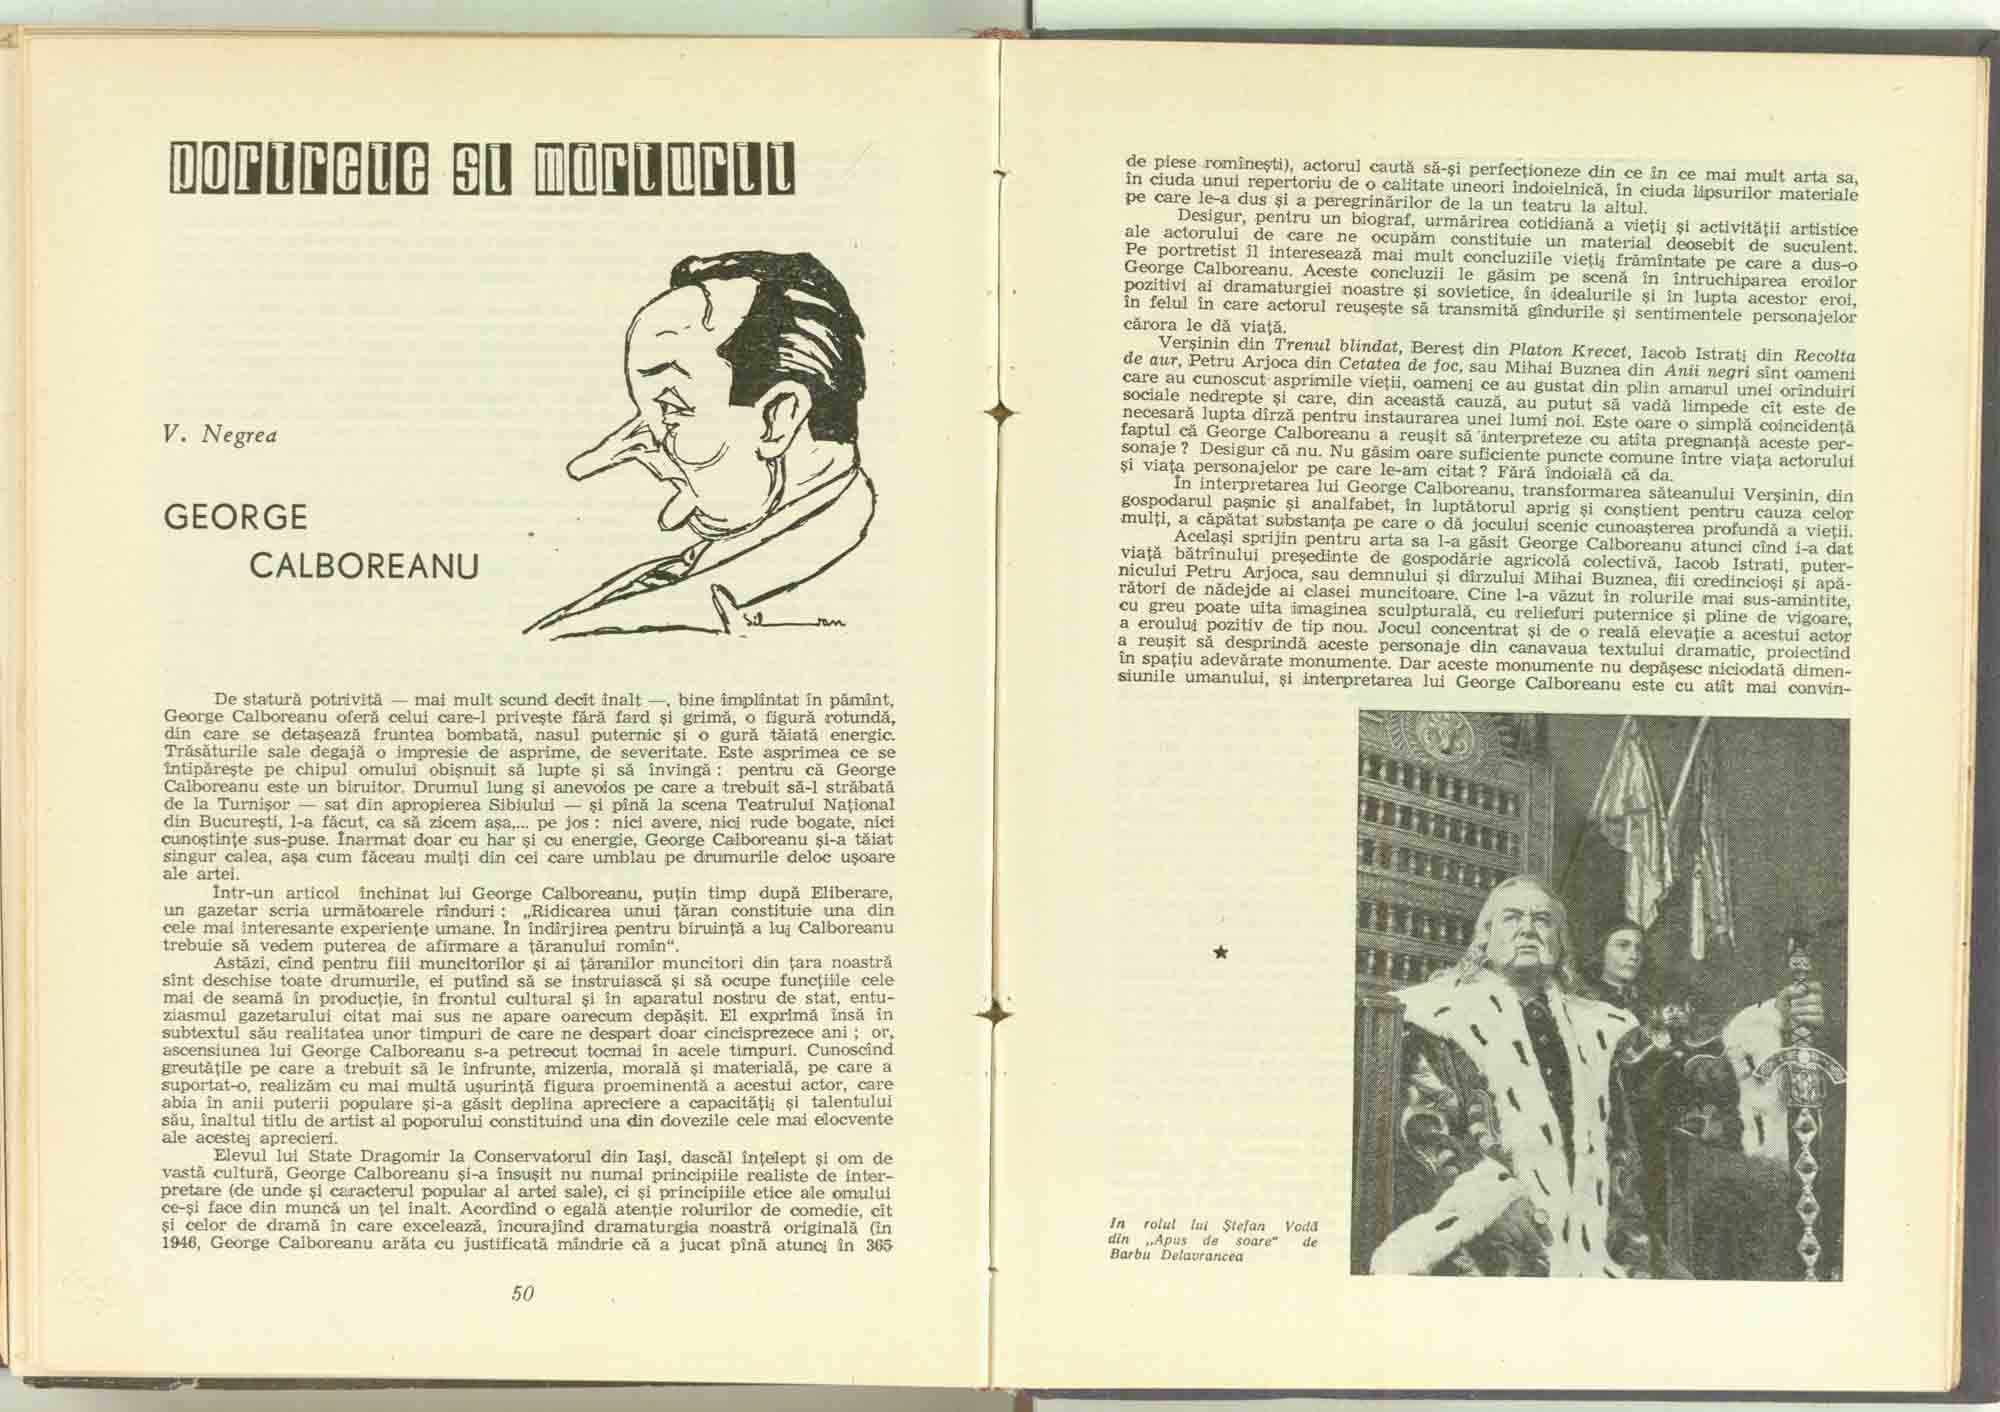 portrete si mărturii
V. Negrea
GEORGE
CALBOREANU
Sil van
De statură potrivită — mai mult scund decît înalt —, bine împlîntat în pămînt,
George Calboreanu oferă celui care-l privește fără fard și grimă, o figură rotundă,
din care se detașează fruntea bombată, nasul puternic și o gură tăiată energic.
Trăsăturile sale degajă o impresie de asprime, de severitate. Este asprimea ce se
întipărește pe chipul omului obișnuit să lupte și să învingă : pentru că George
Calboreanu este un biruitor. Drumul lung și anevoios pe care a trebuit să-l străbată
de la Turnișor — sat din apropierea Sibiului — și pînă la scena Teatrului Național
din București, l-a făcut, ca să zicem așa,... pe jos : nici avere, nici rude bogate, nici
cunoștințe sus-puse. Înarmat doar cu har și cu energie, George Calboreanu și-a tăiat
singur calea, așa cum făceau mulți din cei care umblau pe drumurile deloc ușoare
ale artei.
Într-un articol închinat lui George Calboreanu, puțin timp după Eliberare,
un gazetar scria următoarele rînduri : „Ridicarea unui țăran constituie una din
cele mai interesante experiențe umane. În îndîrjirea pentru biruință a lui Calboreanu
trebuie să vedem puterea de afirmare a țăranului romîn“.
Astăzi, cînd pentru fiii muncitorilor și ai țăranilor muncitori din țara noastră
sînt deschise toate drumurile, ei putînd să se instruiască și să ocupe funcțiile cele
mai de seamă în producție, în frontul cultural și în aparatul nostru de stat, entu-
ziasmul gazetarului citat mai sus ne apare oarecum depășit. El exprimă însă în
subtextul său realitatea unor timpuri de care ne despart doar cincisprezece ani ; or,
ascensiunea lui George Calboreanu s-a petrecut tocmai în acele timpuri. Cunoscînd
greutățile pe care a trebuit să le înfrunte, mizeria, morală și materială, pe care a
suportat-o, realizăm cu mai multă ușurință figura proeminentă a acestui actor, care
abia în anii puterii populare și-a găsit deplina apreciere a capacității și talentului
său, înaltul titlu de artist al poporului constituind una din dovezile cele mai elocvente
ale acestei aprecieri.
Elevul lui State Dragomir la Conservatorul din Iași, dascăl înțelept și om de
vastă cultură, George Calboreanu și-a însușit nu numai principiile realiste de inter-
pretare (de unde și caracterul popular al artei sale), ci și principiile etice ale omului
ce-și face din muncă un țel înalt. Acordînd o egală atenție rolurilor de comedie, cît
și celor de dramă în care excelează, încurajînd dramaturgia noastră originală (în
1946, George Calboreanu arăta cu justificată mîndrie că a jucat pînă atunci în 365
50
de piese romînești), actorul caută să-și perfecționeze din ce în ce mai mult arta sa,
în ciuda unui repertoriu de o calitate uneori îndoielnică, în ciuda lipsurilor materiale
pe care le-a dus și a peregrinărilor de la un teatru la altul.
Desigur, pentru un biograf, urmărirea cotidiană a vieții și activității artistice
ale actorului de care ne ocupăm constituie un material deosebit de suculent.
Pe portretist îl interesează mai mult concluziile vieții frămîntate pe care a dus-o
George Calboreanu. Aceste concluzii le găsim pe scenă în întruchiparea eroilor
pozitivi ai dramaturgiei noastre și sovietice, în idealurile și în lupta acestor eroi,
în felul în care actorul reușește să transmită gîndurile și sentimentele personajelor
cărora le dă viață.
Verșinin din Trenul blindat, Berest din Platon Krecet, Iacob Istrati din Recolta
de aur, Petru Arjoca din Cetatea de foc, sau Mihai Buznea din Anii negri sînt oameni
care au cunoscut asprimile vieții, oameni ce au gustat din plin amarul unei orînduiri
sociale nedrepte și care, din această cauză, au putut să vadă limpede cît este de
necesară lupta dîrză pentru instaurarea unei lumi noi. Este oare o simplă coincidență
faptul că George Calboreanu a reușit să interpreteze cu atîta pregnanță aceste per-
sonaje ? Desigur că nu. Nu găsim oare suficiente puncte comune între viața actorului
și viața personajelor pe care le-am citat ? Fără îndoială că da.
În interpretarea lui George Calboreanu, transformarea săteanului Verșinin, din
gospodarul pașnic și analfabet, în luptătorul aprig și conștient pentru cauza celor
mulți, a căpătat substanța pe care o dă jocului scenic cunoașterea profundă a vieții.
Același sprijin pentru arta sa l-a găsit George Calboreanu atunci cînd i-a dat
viață bătrînului președinte de gospodărie agricolă colectivă, Iacob Istrati, puter-
nicului Petru Arjoca, sau demnului și dîrzului Mihai Buznea, fii credincioși și apă-
rători de nădejde ai clasei muncitoare. Cine l-a văzut în rolurile mai sus-amintite,
cu greu poate uita imaginea sculpturală, cu reliefuri puternice și pline de vigoare,
a eroului pozitiv de tip nou. Jocul concentrat și de o reală elevație a acestui actor
a reușit să desprindă aceste personaje din canavaua textului dramatic, proiectînd
în spațiu adevărate monumente. Dar aceste monumente nu depășesc niciodată dimen-
siunile umanului, și interpretarea lui George Calboreanu este cu atît mai convin-
★
In rolul lui Ștefan Vodă
din „Apus de soare“ de
Barbu Delavrancea